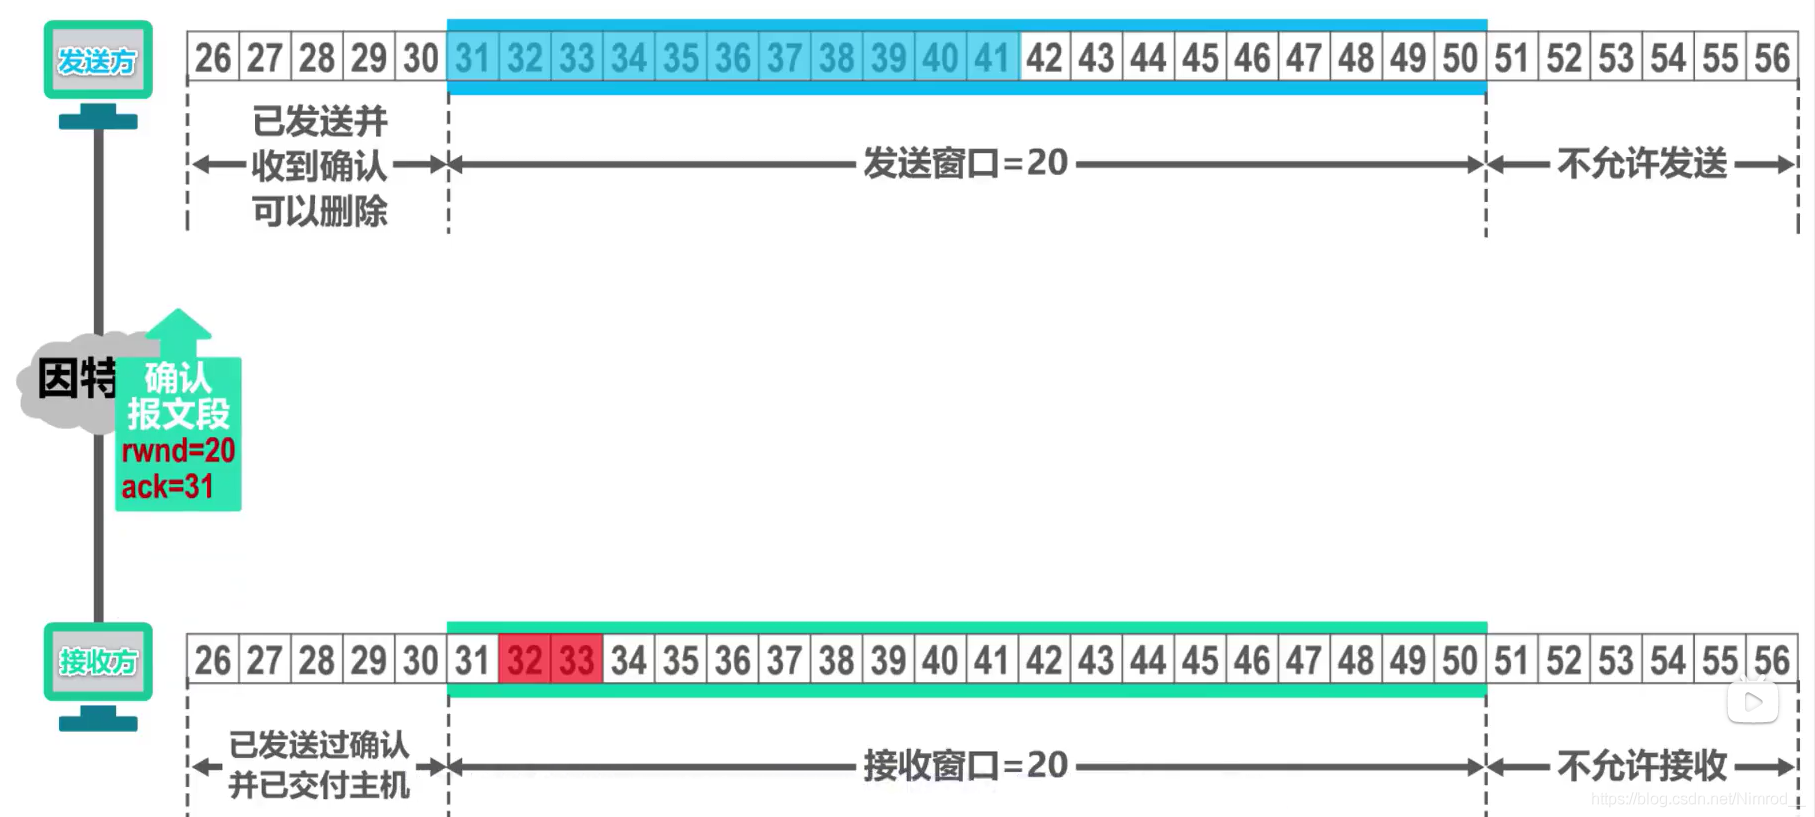 发送方
26 27 28 29 30 31 32 33 34 35 36 37 38 39 40 41 42 43 44 45 46 47 48 49 50 51 52 53 54 55 56
已发送并
收到确认
可以删除
发送窗口=20
不允许发送
因特
确认
报文段
rwnd=20
ack=31
接收方
26 27 28 29 30 31 32 33 34 35 36 37 38 39 40 41 42 43 44 45 46 47 48 49 50 51 52 53 54 55 56
已发送过确认
并已交付主机
接收窗口=20
不允许接收
https://blog.csdn.net/Nimrod_